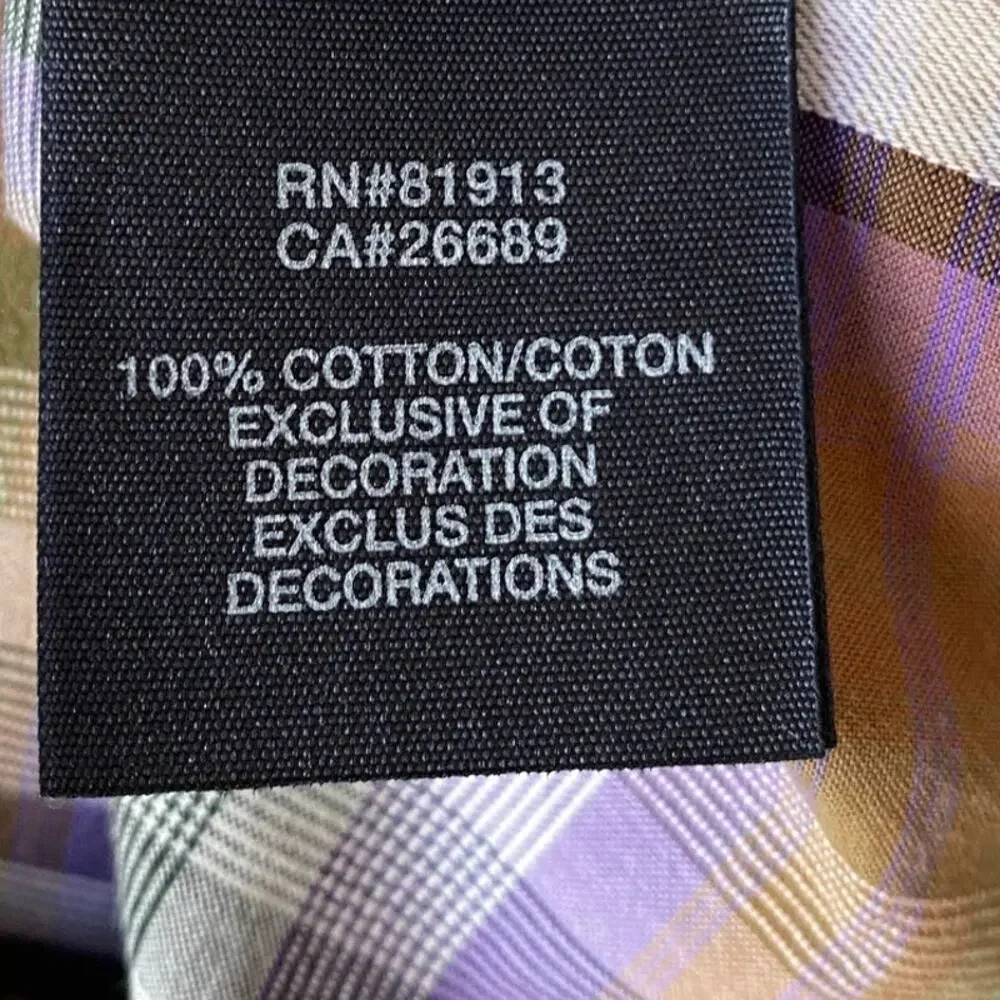 RN#81913
CA#26689
100% COTTON/COTON
EXCLUSIVE OF
DECORATION
EXCLUS DES
DECORATIONS